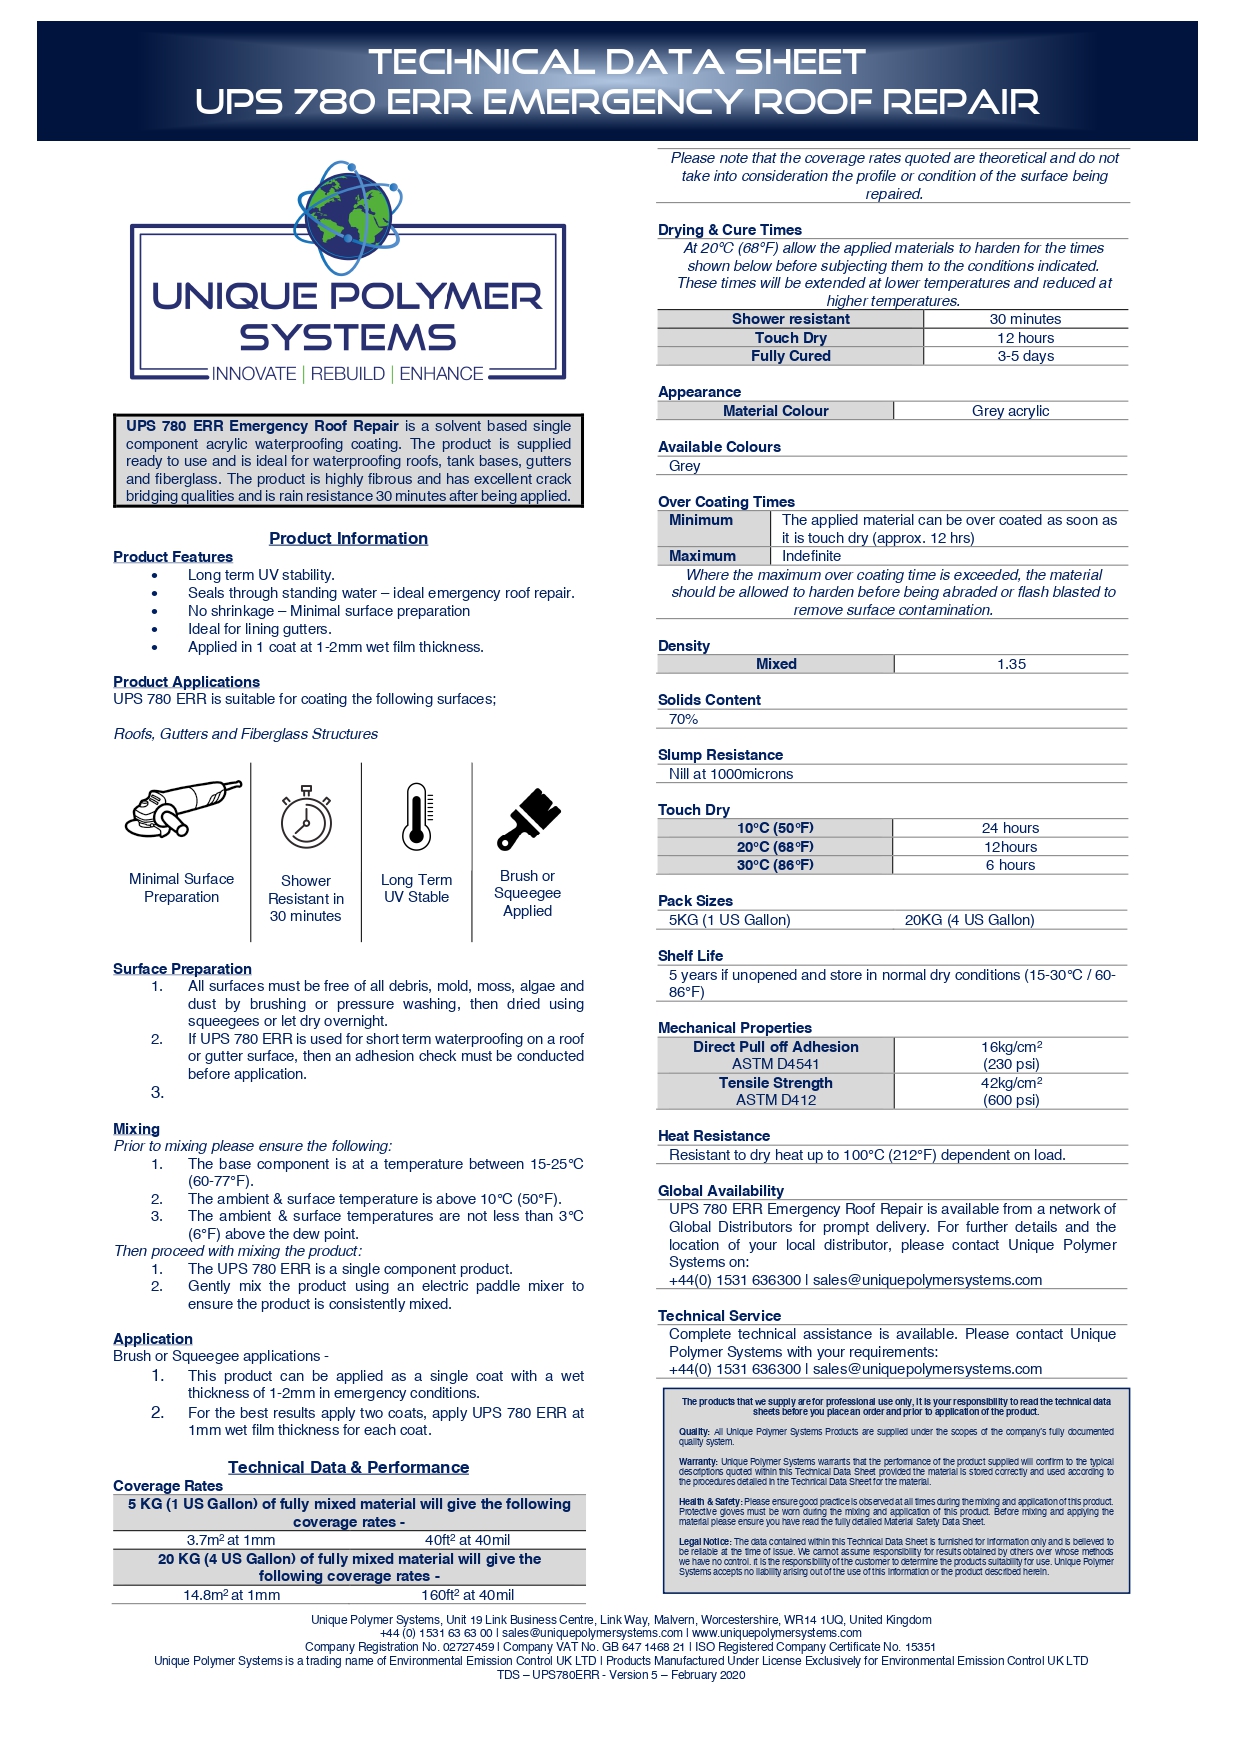 TECHNICAL DATA SHEET
UPS 780 ERR EMERGENCY ROOF REPAIR
UNIQUE POLYMER
SYSTEMS
INNOVATE | REBUILD | ENHANCE
UPS 780 ERR Emergency Roof Repair is a solvent based single
component acrylic waterproofing coating. The product is supplied
ready to use and is ideal for waterproofing roofs, tank bases, gutters
and fiberglass. The product is highly fibrous and has excellent crack
bridging qualities and is rain resistance 30 minutes after being applied.
Product Information
Product Features
• Long term UV stability.
• Seals through standing water – ideal emergency roof repair.
• No shrinkage – Minimal surface preparation
• Ideal for lining gutters.
• Applied in 1 coat at 1-2mm wet film thickness.
Product Applications
UPS 780 ERR is suitable for coating the following surfaces;
Roofs, Gutters and Fiberglass Structures
Minimal Surface
Preparation
Shower
Resistant in
30 minutes
Long Term
UV Stable
Brush or
Squeegee
Applied
Surface Preparation
1. All surfaces must be free of all debris, mold, moss, algae and
dust by brushing or pressure washing, then dried using
squeegees or let dry overnight.
2. If UPS 780 ERR is used for short term waterproofing on a roof
or gutter surface, then an adhesion check must be conducted
before application.
3.
Mixing
Prior to mixing please ensure the following:
1. The base component is at a temperature between 15-25°C
(60-77°F).
2. The ambient & surface temperature is above 10°C (50°F).
3. The ambient & surface temperatures are not less than 3°C
(6°F) above the dew point.
Then proceed with mixing the product:
1. The UPS 780 ERR is a single component product.
2. Gently mix the product using an electric paddle mixer to
ensure the product is consistently mixed.
Application
Brush or Squeegee applications -
1. This product can be applied as a single coat with a wet
thickness of 1-2mm in emergency conditions.
2. For the best results apply two coats, apply UPS 780 ERR at
1mm wet film thickness for each coat.
Technical Data & Performance
Coverage Rates
5 KG (1 US Gallon) of fully mixed material will give the following
coverage rates -
3.7m² at 1mm 40ft² at 40mil
20 KG (4 US Gallon) of fully mixed material will give the
following coverage rates -
14.8m² at 1mm 160ft² at 40mil
Please note that the coverage rates quoted are theoretical and do not
take into consideration the profile or condition of the surface being
repaired.
Drying & Cure Times
At 20°C (68°F) allow the applied materials to harden for the times
shown below before subjecting them to the conditions indicated.
These times will be extended at lower temperatures and reduced at
higher temperatures.
Shower resistant 30 minutes
Touch Dry 12 hours
Fully Cured 3-5 days
Appearance
Material Colour Grey acrylic
Available Colours
Grey
Over Coating Times
Minimum The applied material can be over coated as soon as
it is touch dry (approx. 12 hrs)
Maximum Indefinite
Where the maximum over coating time is exceeded, the material
should be allowed to harden before being abraded or flash blasted to
remove surface contamination.
Density
Mixed 1.35
Solids Content
70%
Slump Resistance
Nill at 1000microns
Touch Dry
10°C (50°F) 24 hours
20°C (68°F) 12hours
30°C (86°F) 6 hours
Pack Sizes
5KG (1 US Gallon) 20KG (4 US Gallon)
Shelf Life
5 years if unopened and store in normal dry conditions (15-30°C / 60-
86°F)
Mechanical Properties
Direct Pull off Adhesion 16kg/cm²
ASTM D4541 (230 psi)
Tensile Strength 42kg/cm²
ASTM D412 (600 psi)
Heat Resistance
Resistant to dry heat up to 100°C (212°F) dependent on load.
Global Availability
UPS 780 ERR Emergency Roof Repair is available from a network of
Global Distributors for prompt delivery. For further details and the
location of your local distributor, please contact Unique Polymer
Systems on:
+44(0) 1531 636300 | sales@uniquepolymersystems.com
Technical Service
Complete technical assistance is available. Please contact Unique
Polymer Systems with your requirements:
+44(0) 1531 636300 | sales@uniquepolymersystems.com
The products that we supply are for professional use only, it is your responsibility to read the technical data
sheets before you place an order and prior to application of the product.
Quality: All Unique Polymer Systems Products are supplied under the scopes of the company's fully documented
quality system.
Warranty: Unique Polymer Systems warrants that the performance of the product supplied will confirm to the typical
descriptions quoted within this Technical Data Sheet provided the material is stored correctly and used according to
the procedures detailed in the Technical Data Sheet for the material.
Health & Safety: Please ensure good practice is observed at all times during the mixing and application of this product.
Protective gloves must be worn during the mixing and application of this product. Before mixing and applying the
material please ensure you have read the fully detailed Material Safety Data Sheet.
Legal Notice: The data contained within this Technical Data Sheet is furnished for information only and is believed to
be reliable at the time of issue. We cannot assume responsibility for results obtained by others over whose methods
we have no control. it is the responsibility of the customer to determine the products suitability for use. Unique Polymer
Systems accepts no liability arising out of the use of this information or the product described herein.
Unique Polymer Systems, Unit 19 Link Business Centre, Link Way, Malvern, Worcestershire, WR14 1UQ, United Kingdom
+44 (0) 1531 63 63 00 | sales@uniquepolymersystems.com | www.uniquepolymersystems.com
Company Registration No. 02727459 | Company VAT No. GB 647 1468 21 | ISO Registered Company Certificate No. 15351
Unique Polymer Systems is a trading name of Environmental Emission Control UK LTD | Products Manufactured Under License Exclusively for Environmental Emission Control UK LTD
TDS – UPS780ERR - Version 5 – February 2020